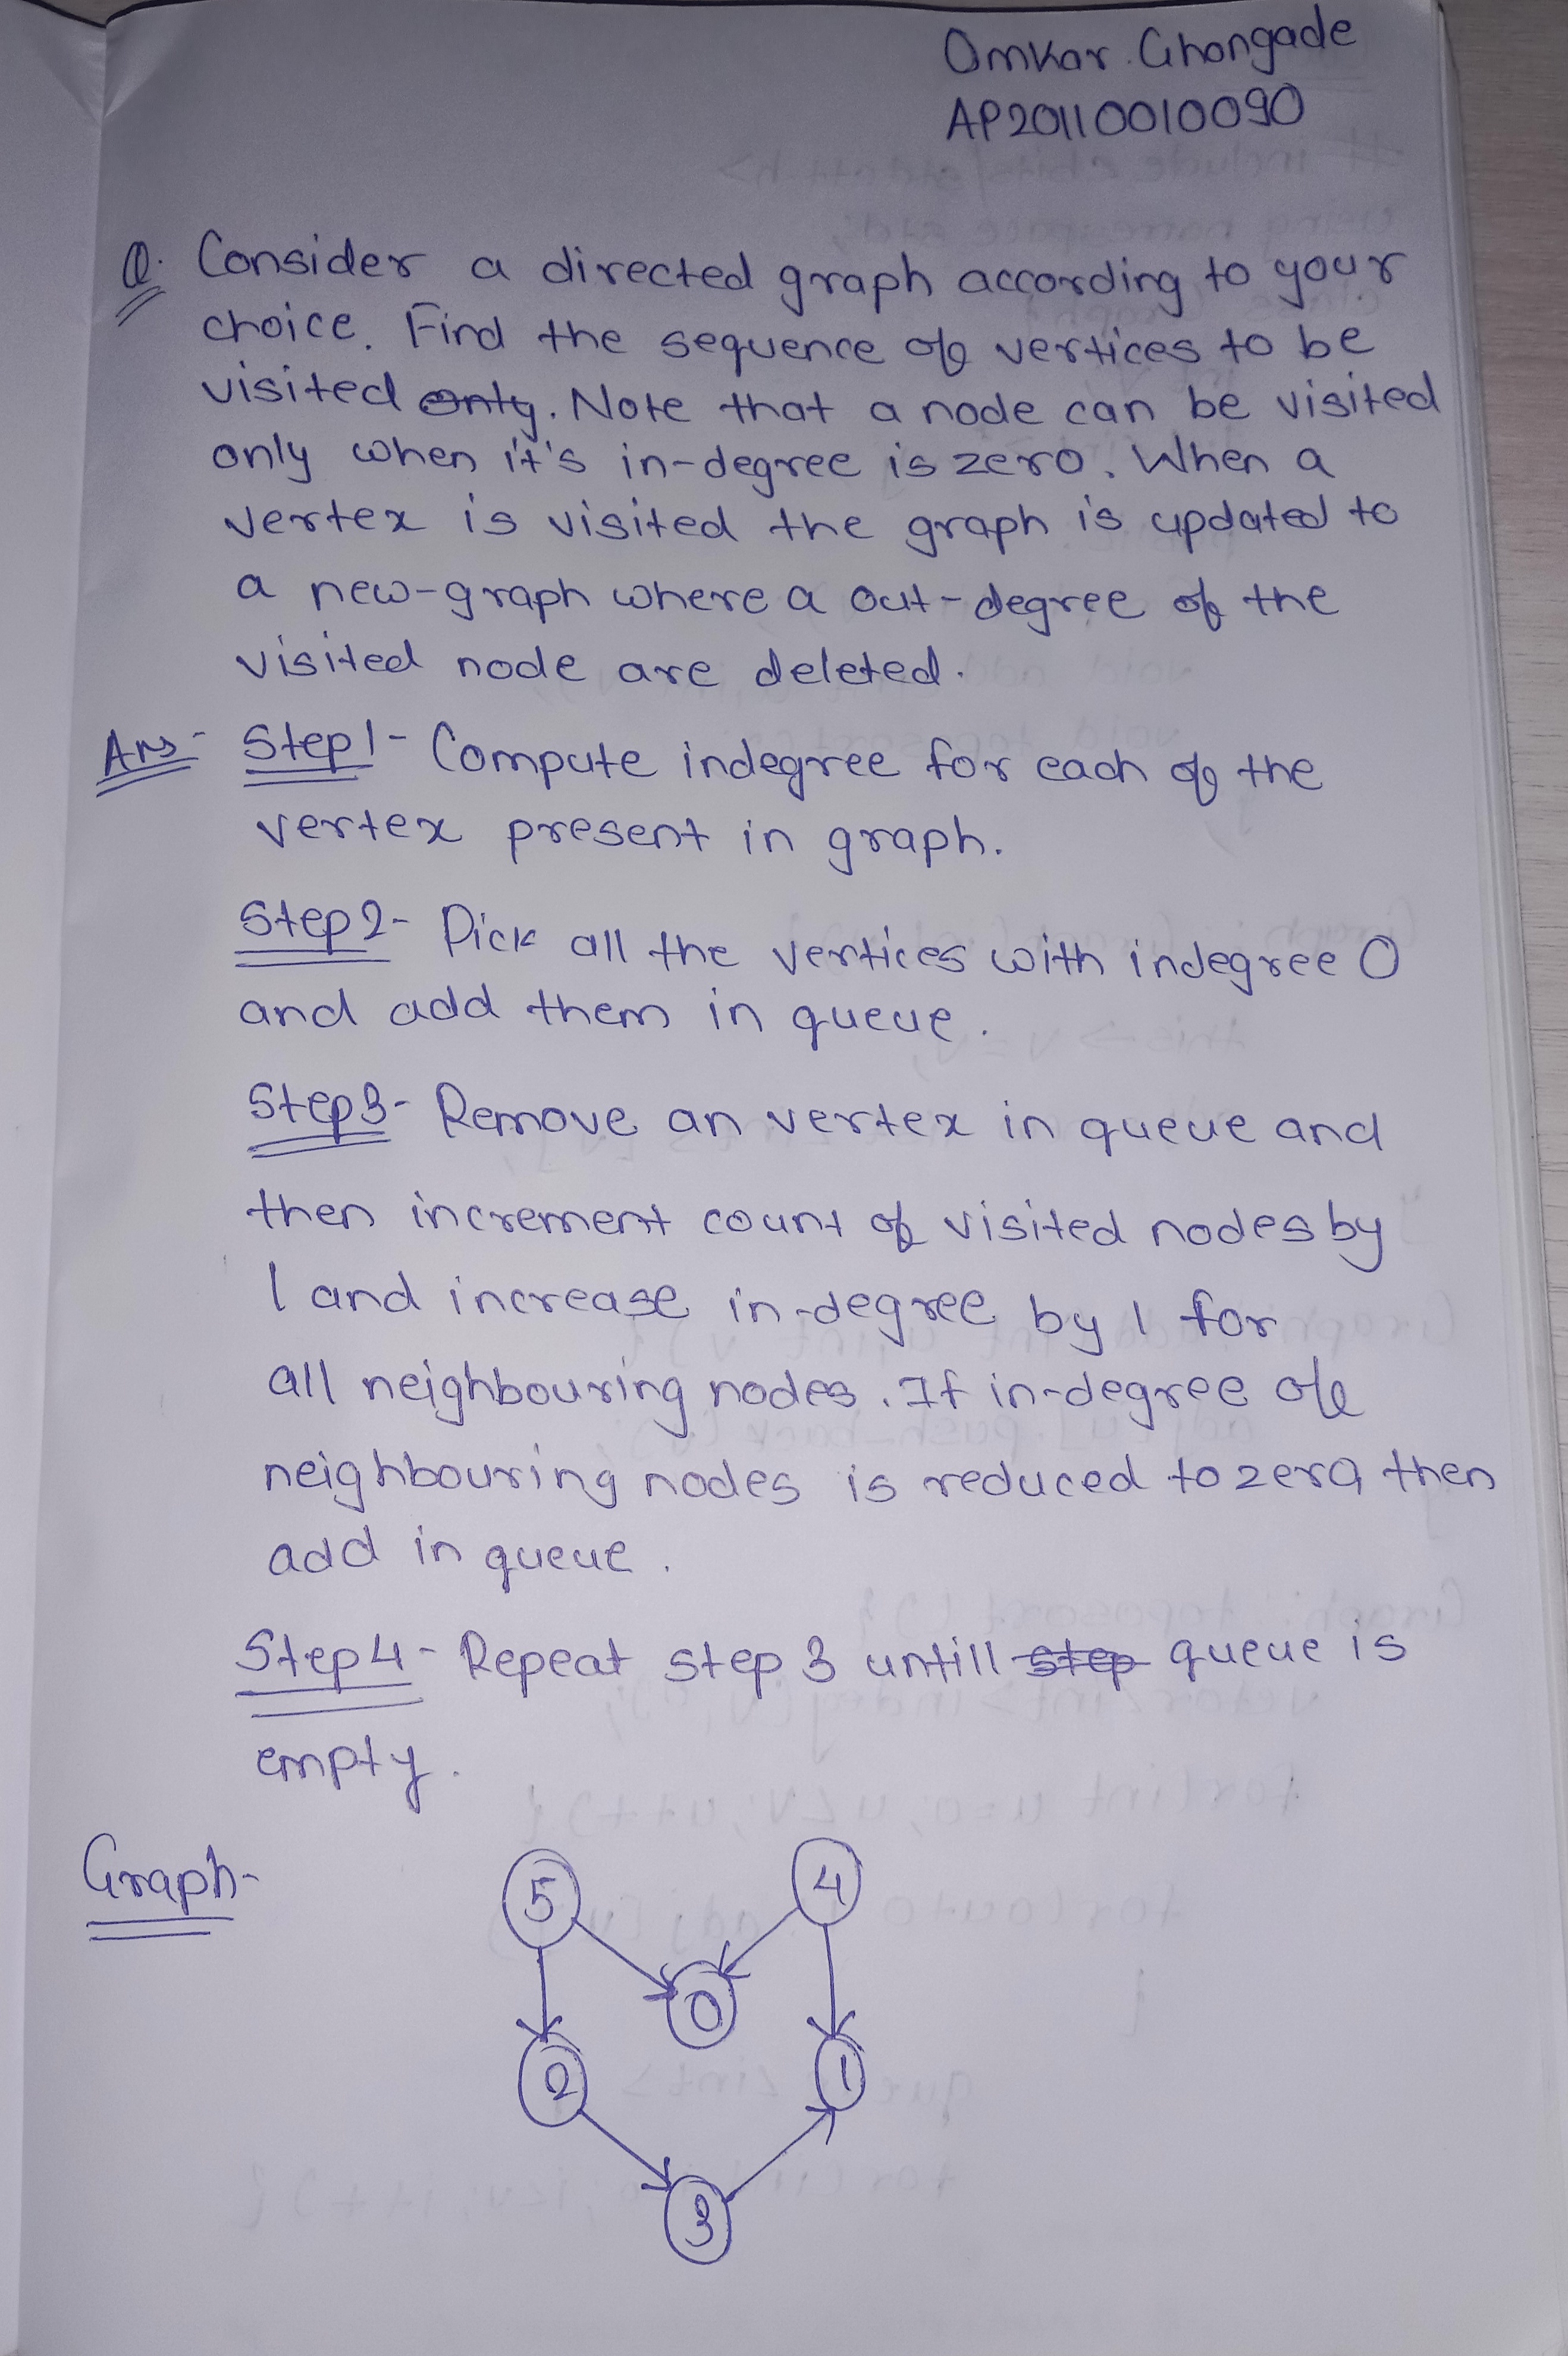 Omkar Ghongade
AP20110010090
Q. Consider a directed graph according to your
choice. Find the sequence of vertices to be
visited only. Note that a node can be visited
only when it's in-degree is zero. When a
vertex is visited the graph is updated to
a new-graph where a out-degree of the
visited node are deleted.
Ans- Step1- Compute indegree for each of the
vertex present in graph.
Step2- Pick all the vertices with indegree 0
and add them in queue.
Step3- Remove an vertex in queue and
then increment count of visited nodes by
1 and increase in-degree by 1 for
all neighbouring nodes. If in-degree of
neighbouring nodes is reduced to zero then
add in queue.
Step4- Repeat step 3 untill step queue is
empty.
Graph-
5 4
0
2 1
3